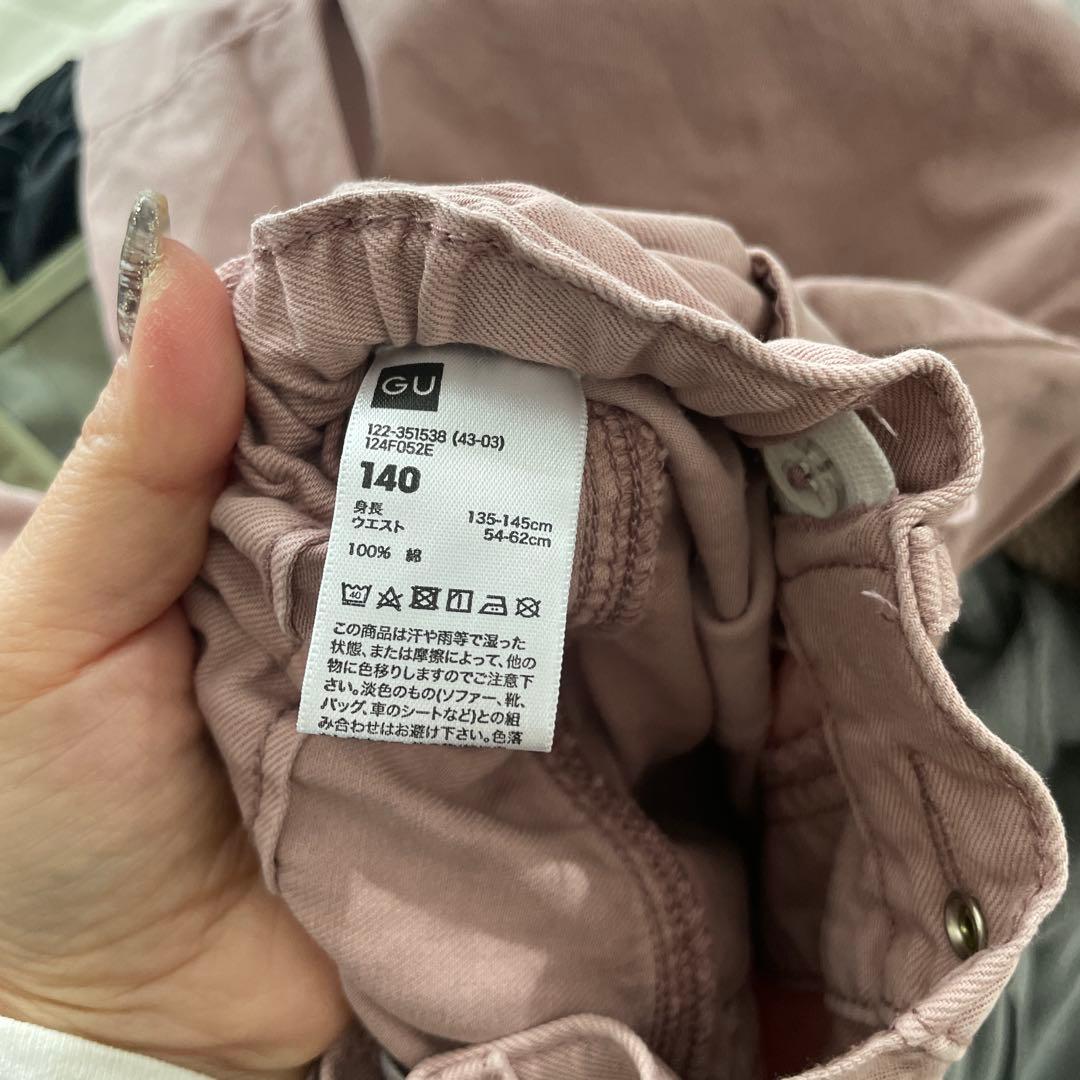 GU
122-351538 (43-03)
124F052E
140
身長 135-145cm
ウエスト 54-62cm
100% 綿
40
この商品は汗や雨等で湿った
状態、または摩擦によって、他の
物に色移りしますのでご注意下
さい。淡色のもの(ソファー、靴、
バッグ、車のシートなど)との組
み合わせはお避け下さい。色落